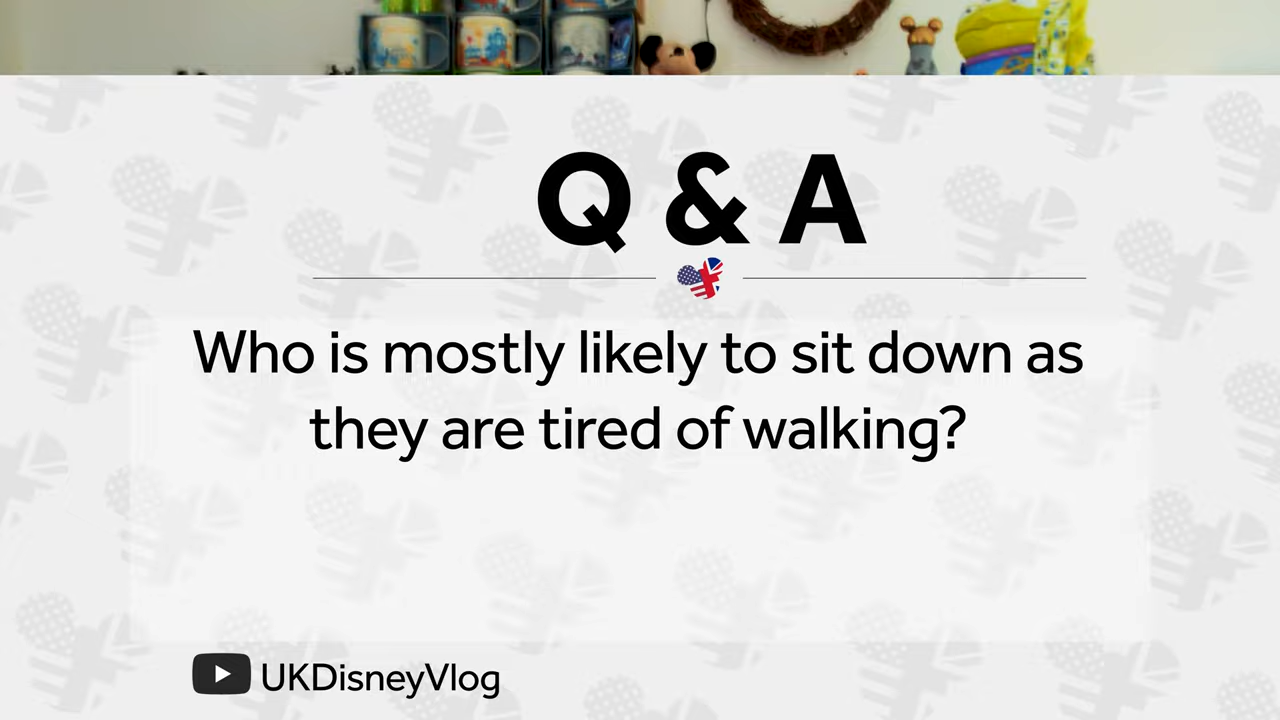 Q & A
Who is mostly likely to sit down as
they are tired of walking?
UKDisneyVlog